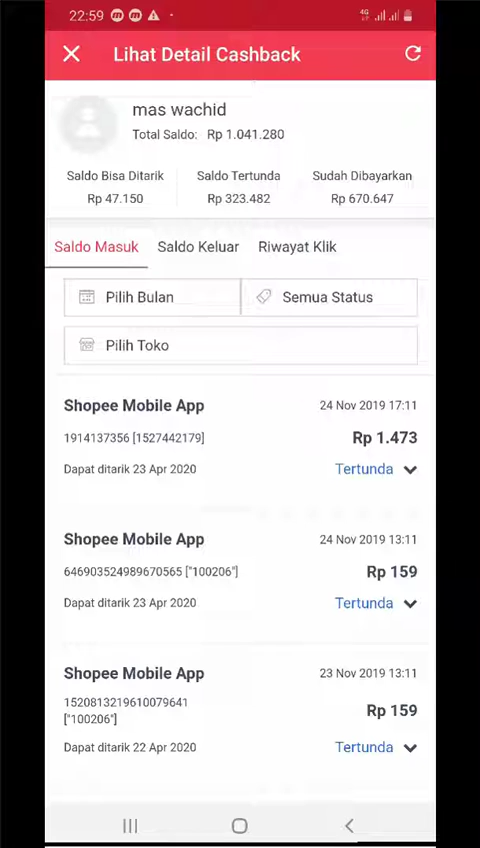 22:59
4G
Lihat Detail Cashback
mas wachid
Total Saldo: Rp 1.041.280
Saldo Bisa Ditarik Saldo Tertunda Sudah Dibayarkan
Rp 47.150 Rp 323.482 Rp 670.647
Saldo Masuk Saldo Keluar Riwayat Klik
Pilih Bulan Semua Status
Pilih Toko
Shopee Mobile App 24 Nov 2019 17:11
1914137356 [1527442179] Rp 1.473
Dapat ditarik 23 Apr 2020 Tertunda
Shopee Mobile App 24 Nov 2019 13:11
646903524989670565 ["100206"] Rp 159
Dapat ditarik 23 Apr 2020 Tertunda
Shopee Mobile App 23 Nov 2019 13:11
1520813219610079641
["100206"] Rp 159
Dapat ditarik 22 Apr 2020 Tertunda